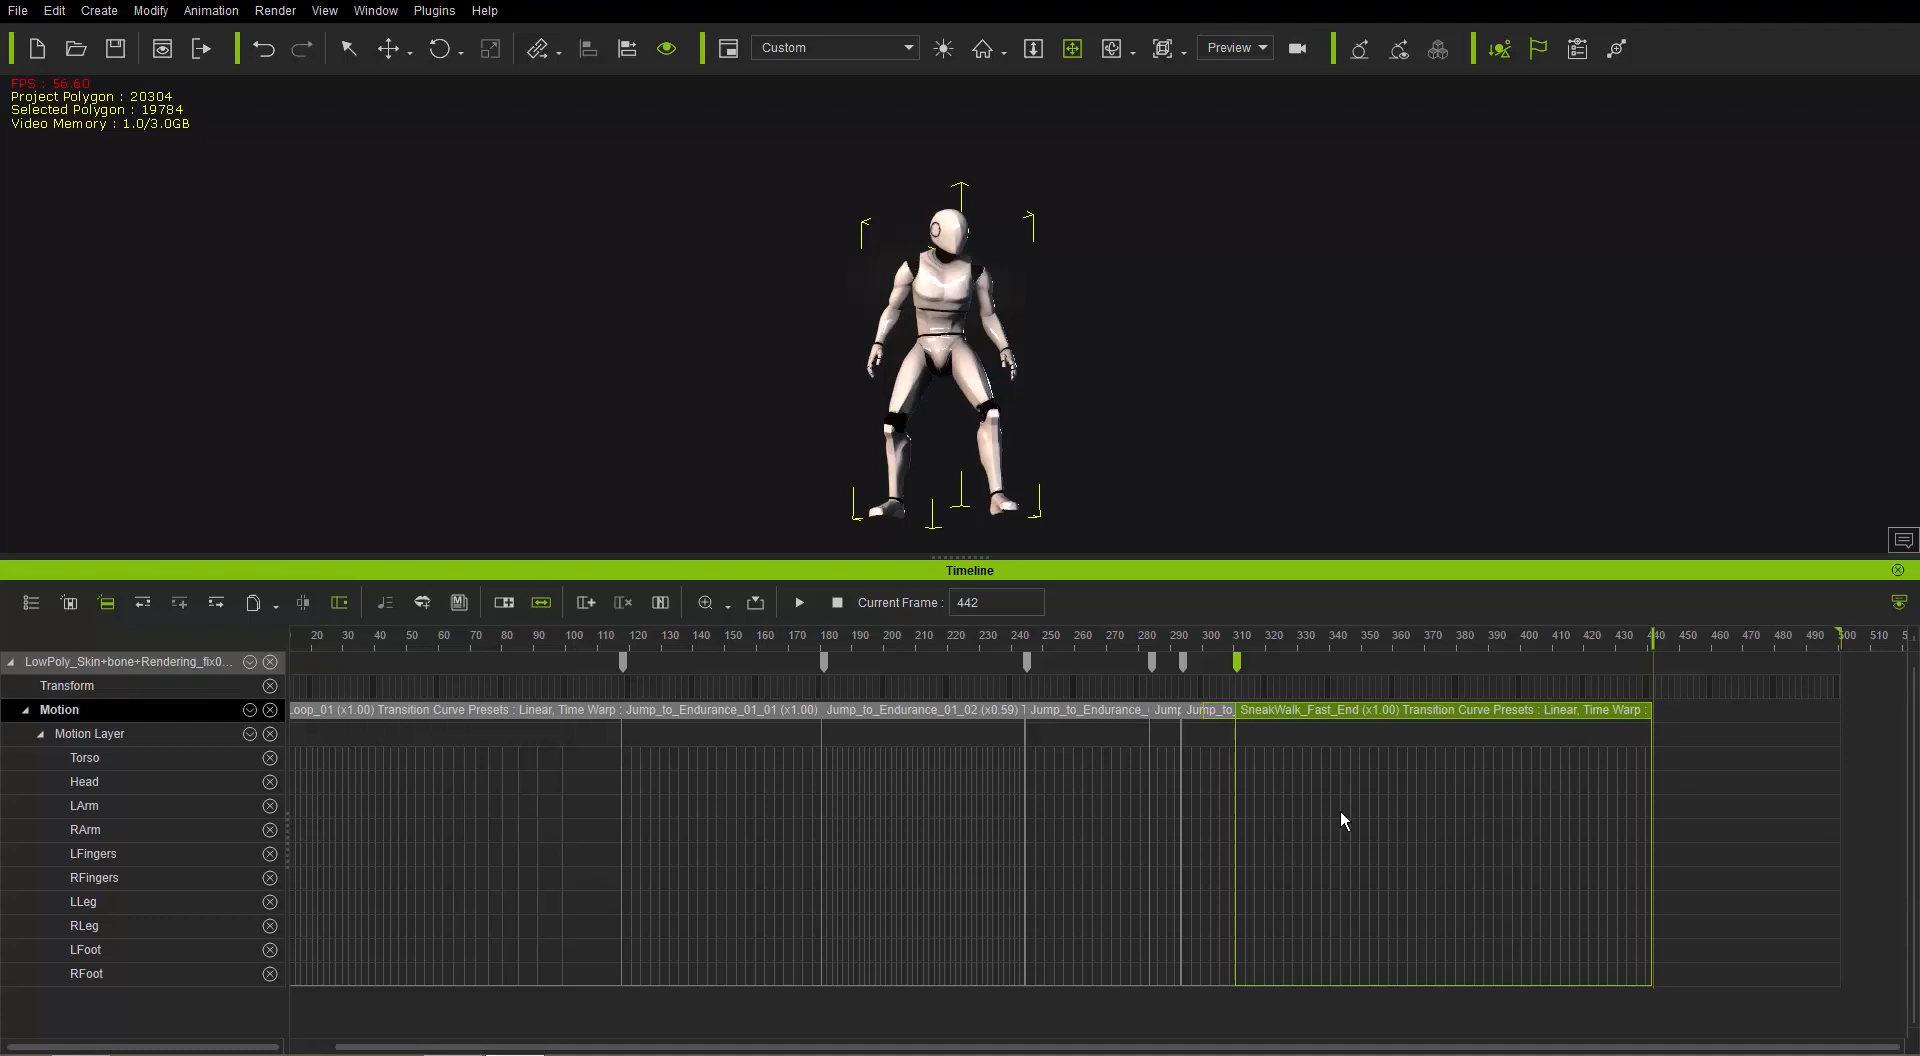 File Edit Create Modify Animation Render View Window Plugins Help
Custom Preview
FPS : 56.60
Project Polygon : 20304
Selected Polygon : 19784
Video Memory : 1.0/3.0GB
Timeline
Current Frame : 442
20 30 40 50 60 70 80 90 100 110 120 130 140 150 160 170 180 190 200 210 220 230 240 250 260 270 280 290 300 310 320 330 340 350 360 370 380 390 400 410 420 430 440 450 460 470 480 490 500 510 5
LowPoly_Skin+bone+Rendering_fix0...
Transform
Motion
Loop_01 (x1.00) Transition Curve Presets : Linear, Time Warp : Jump_to_Endurance_01_01 (x1.00) Jump_to_Endurance_01_02 (x0.59) T Jump_to_Endurance_ Jump Jump_to_ SneakWalk_Fast_End (x1.00) Transition Curve Presets : Linear, Time Warp :
Motion Layer
Torso
Head
LArm
RArm
LFingers
RFingers
LLeg
RLeg
LFoot
RFoot